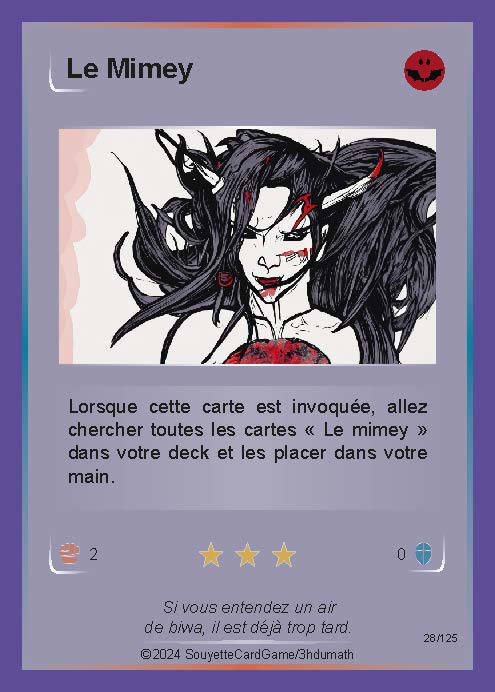 Le Mimey
Lorsque cette carte est invoquée, allez
chercher toutes les cartes « Le mimey »
dans votre deck et les placer dans votre
main.
2
0
Si vous entendez un air
de biwa, il est déjà trop tard.
28/125
©2024 SouyetteCardGame/3hdumath